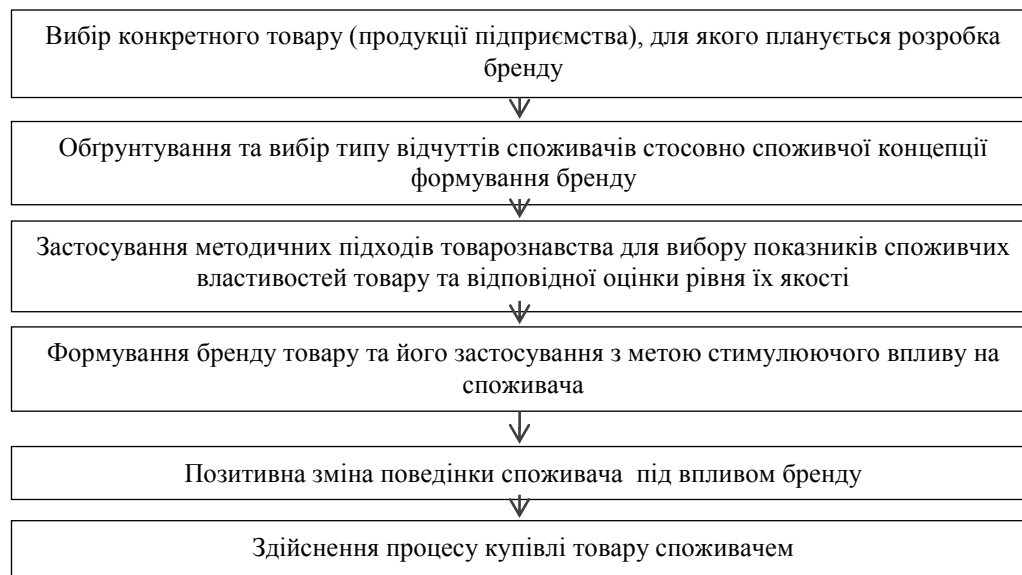 Вибір конкретного товару (продукції підприємства), для якого планується розробка
бренду
Обґрунтування та вибір типу відчуттів споживачів стосовно споживчої концепції
формування бренду
Застосування методичних підходів товарознавства для вибору показників споживчих
властивостей товару та відповідної оцінки рівня їх якості
Формування бренду товару та його застосування з метою стимулюючого впливу на
споживача
Позитивна зміна поведінки споживача  під впливом бренду
Здійснення процесу купівлі товару споживачем